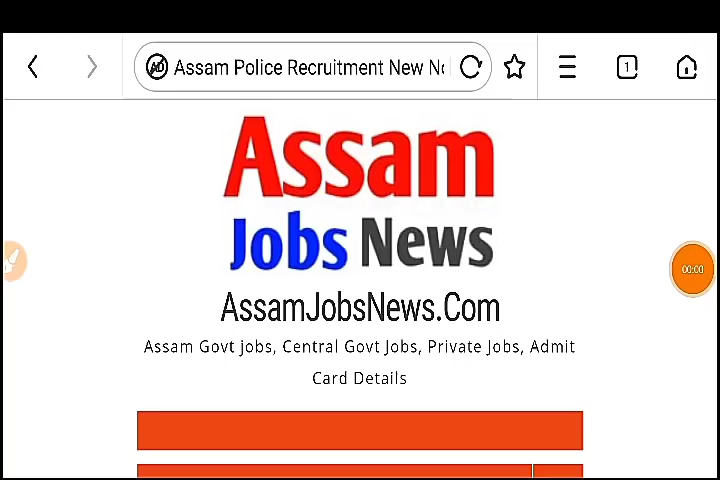 Assam Police Recruitment New
1
Assam
Jobs News
00:00
AssamJobsNews.Com
Assam Govt jobs, Central Govt Jobs, Private Jobs, Admit
Card Details